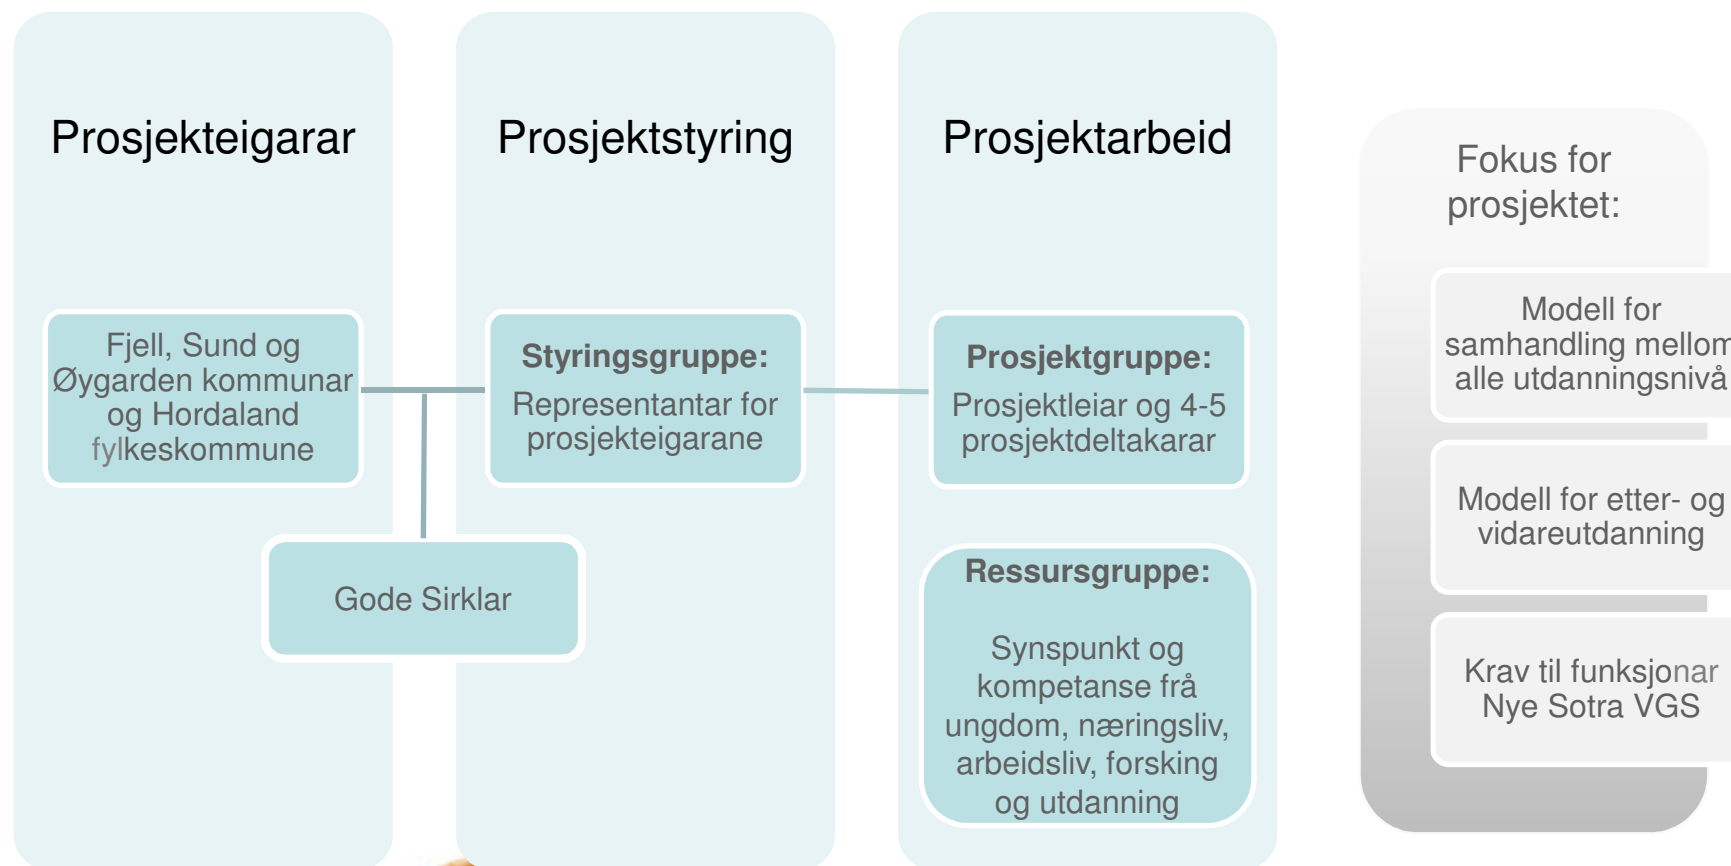 Prosjekteigarar
Fjell, Sund og
Øygarden kommunar
og Hordaland
fylkeskommune
Prosjektstyring
Styringsgruppe:
Representantar for
prosjekteigarane
Gode Sirklar
Prosjektarbeid
Prosjektgruppe:
Prosjektleiar og 4-5
prosjektdeltakarar
Ressursgruppe:
Synspunkt og
kompetanse frå
ungdom, næringsliv,
arbeidsliv, forsking
og utdanning
Fokus for
prosjektet:
Modell for
samhandling mellom
alle utdanningsnivå
Modell for etter- og
vidareutdanning
Krav til funksjonar
Nye Sotra VGS